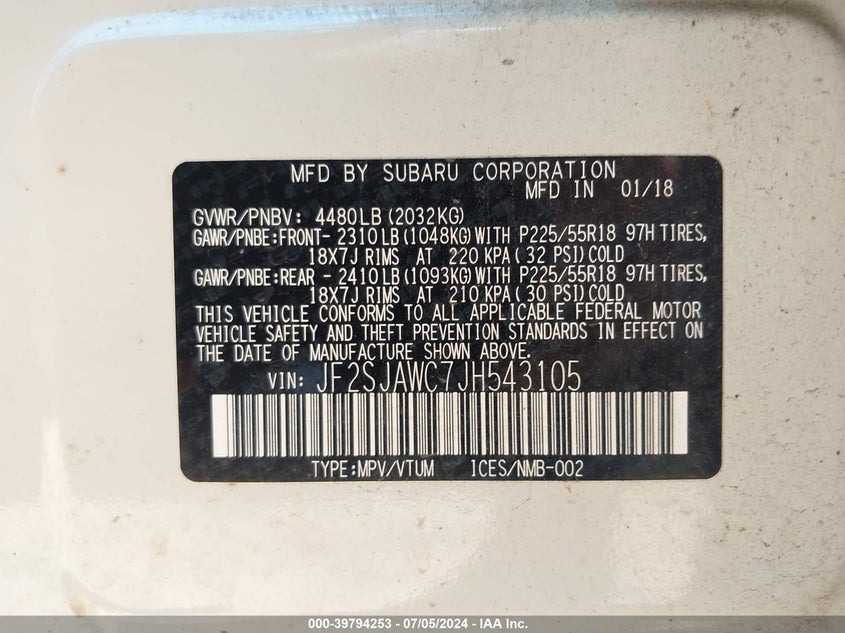 MFD BY SUBARU CORPORATION
MFD IN 01/18
GVWR/PNBV: 4480LB (2032KG)
GAWR/PNBE:FRONT- 2310LB (1048KG) WITH P225/55R18 97H TIRES,
18X7J RIMS AT 220 KPA( 32 PSI) COLD
GAWR/PNBE:REAR - 2410LB (1093KG) WITH P225/55R18 97H TIRES,
18X7J RIMS AT 210 KPA( 30 PSI) COLD
THIS VEHICLE CONFORMS TO ALL APPLICABLE FEDERAL MOTOR
VEHICLE SAFETY AND THEFT PREVENTION STANDARDS IN EFFECT ON
THE DATE OF MANUFACTURE SHOWN ABOVE.
VIN: JF2SJAWC7JH543105
TYPE:MPV/VTUM ICES/NMB-002
000-39794253 - 07/05/2024 - IAA Inc.